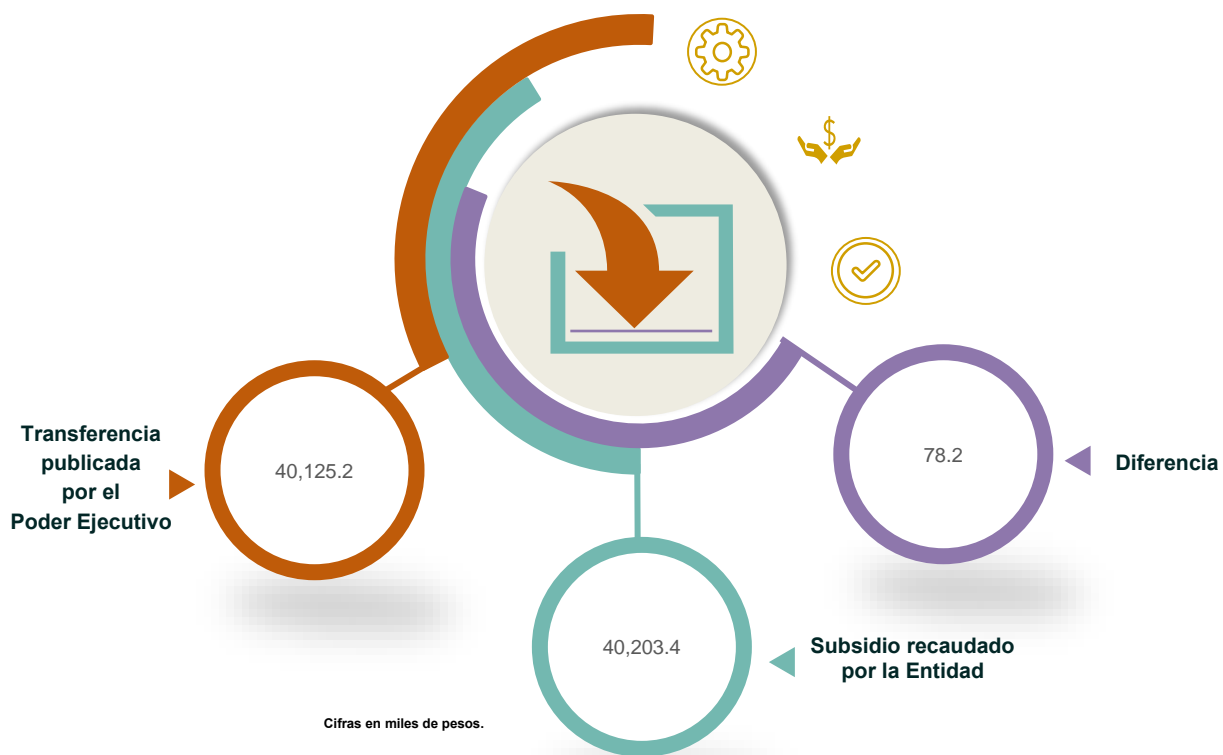 Transferencia
publicada
por el
Poder Ejecutivo
40,125.2
78.2
Diferencia
40,203.4
Subsidio recaudado
por la Entidad
Cifras en miles de pesos.